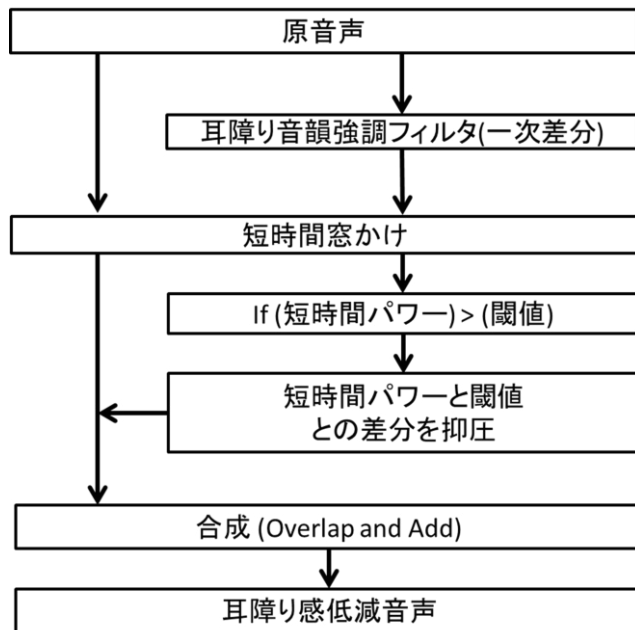 原音声
耳障り音韻強調フィルタ(一次差分)
短時間窓かけ
If (短時間パワー) > (閾値)
短時間パワーと閾値
との差分を抑圧
合成 (Overlap and Add)
耳障り感低減音声